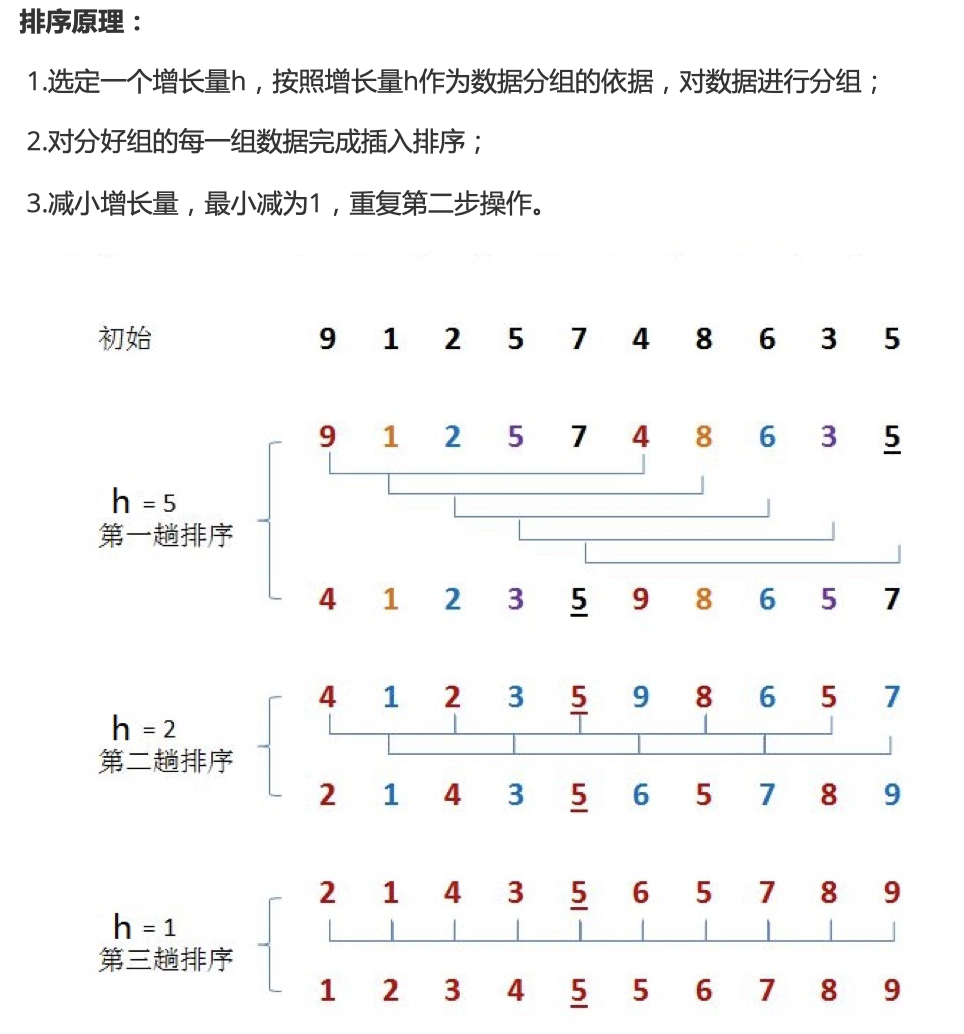 排序原理：
1.选定一个增长量h，按照增长量h作为数据分组的依据，对数据进行分组；
2.对分好组的每一组数据完成插入排序；
3.减小增长量，最小减为1，重复第二步操作。
初始 9 1 2 5 7 4 8 6 3 5
9 1 2 5 7 4 8 6 3 5
h = 5
第一趟排序
4 1 2 3 5 9 8 6 5 7
4 1 2 3 5 9 8 6 5 7
h = 2
第二趟排序
2 1 4 3 5 6 5 7 8 9
2 1 4 3 5 6 5 7 8 9
h = 1
第三趟排序
1 2 3 4 5 5 6 7 8 9